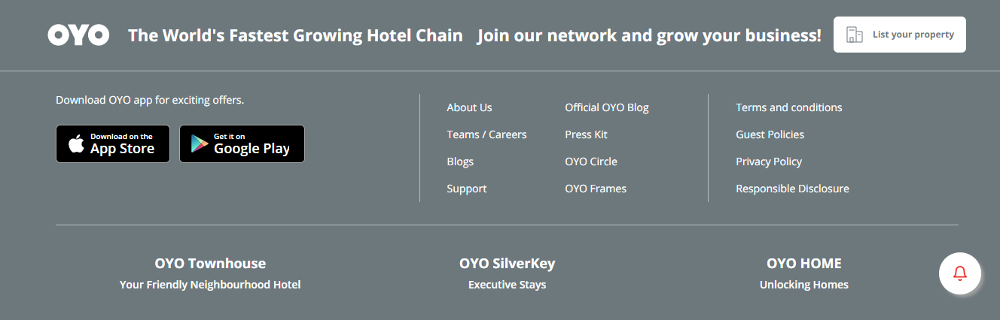 OYO The World's Fastest Growing Hotel Chain Join our network and grow your business! List your property
Download OYO app for exciting offers.
Download on the
App Store
Get it on
Google Play
About Us
Teams / Careers
Blogs
Support
Official OYO Blog
Press Kit
OYO Circle
OYO Frames
Terms and conditions
Guest Policies
Privacy Policy
Responsible Disclosure
OYO Townhouse
Your Friendly Neighbourhood Hotel
OYO SilverKey
Executive Stays
OYO HOME
Unlocking Homes